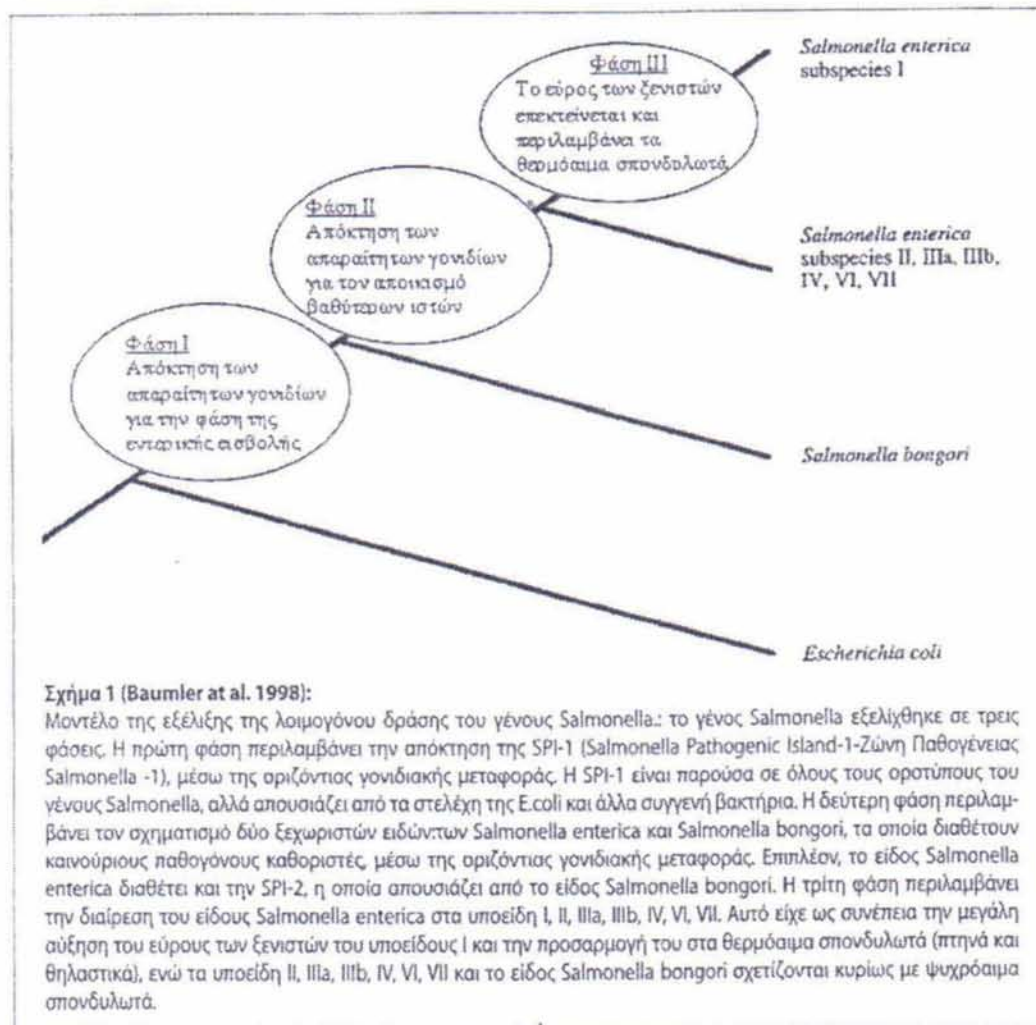 Salmonella enterica
subspecies I
Φάση III
Το εύρος των ξενιστών
επεκτείνεται και
περιλαμβάνει τα
θερμόαιμα σπονδυλωτά
Φάση II
Απόκτηση των
απαραίτητων γονιδίων
για τον αποικισμό
βαθύτερων ιστών
Salmonella enterica
subspecies II, IIIa, IIIb,
IV, VI, VII
Φάση I
Απόκτηση των
απαραίτητων γονιδίων
για την φάση της
εντερικής εισβολής
Salmonella bongori
Escherichia coli
Σχήμα 1 (Baumler at al. 1998):
Μοντέλο της εξέλιξης της λοιμογόνου δράσης του γένους Salmonella.: το γένος Salmonella εξελίχθηκε σε τρεις
φάσεις. Η πρώτη φάση περιλαμβάνει την απόκτηση της SPI-1 (Salmonella Pathogenic Island-1-Ζώνη Παθογένειας
Salmonella -1), μέσω της οριζόντιας γονιδιακής μεταφοράς. Η SPI-1 είναι παρούσα σε όλους τους οροτύπους του
γένους Salmonella, αλλά απουσιάζει από τα στελέχη της E.coli και άλλα συγγενή βακτήρια. Η δεύτερη φάση περιλαμ-
βάνει τον σχηματισμό δύο ξεχωριστών ειδών:των Salmonella enterica και Salmonella bongori, τα οποία διαθέτουν
καινούριους παθογόνους καθοριστές, μέσω της οριζόντιας γονιδιακής μεταφοράς. Επιπλέον, το είδος Salmonella
enterica διαθέτει και την SPI-2, η οποία απουσιάζει από το είδος Salmonella bongori. Η τρίτη φάση περιλαμβάνει
την διαίρεση του είδους Salmonella enterica στα υποείδη I, II, IIIa, IIIb, IV, VI, VII. Αυτό είχε ως συνέπεια την μεγάλη
αύξηση του εύρους των ξενιστών του υποείδους I και την προσαρμογή του στα θερμόαιμα σπονδυλωτά (πτηνά και
θηλαστικά), ενώ τα υποείδη II, IIIa, IIIb, IV, VI, VII και το είδος Salmonella bongori σχετίζονται κυρίως με ψυχρόαιμα
σπονδυλωτά.